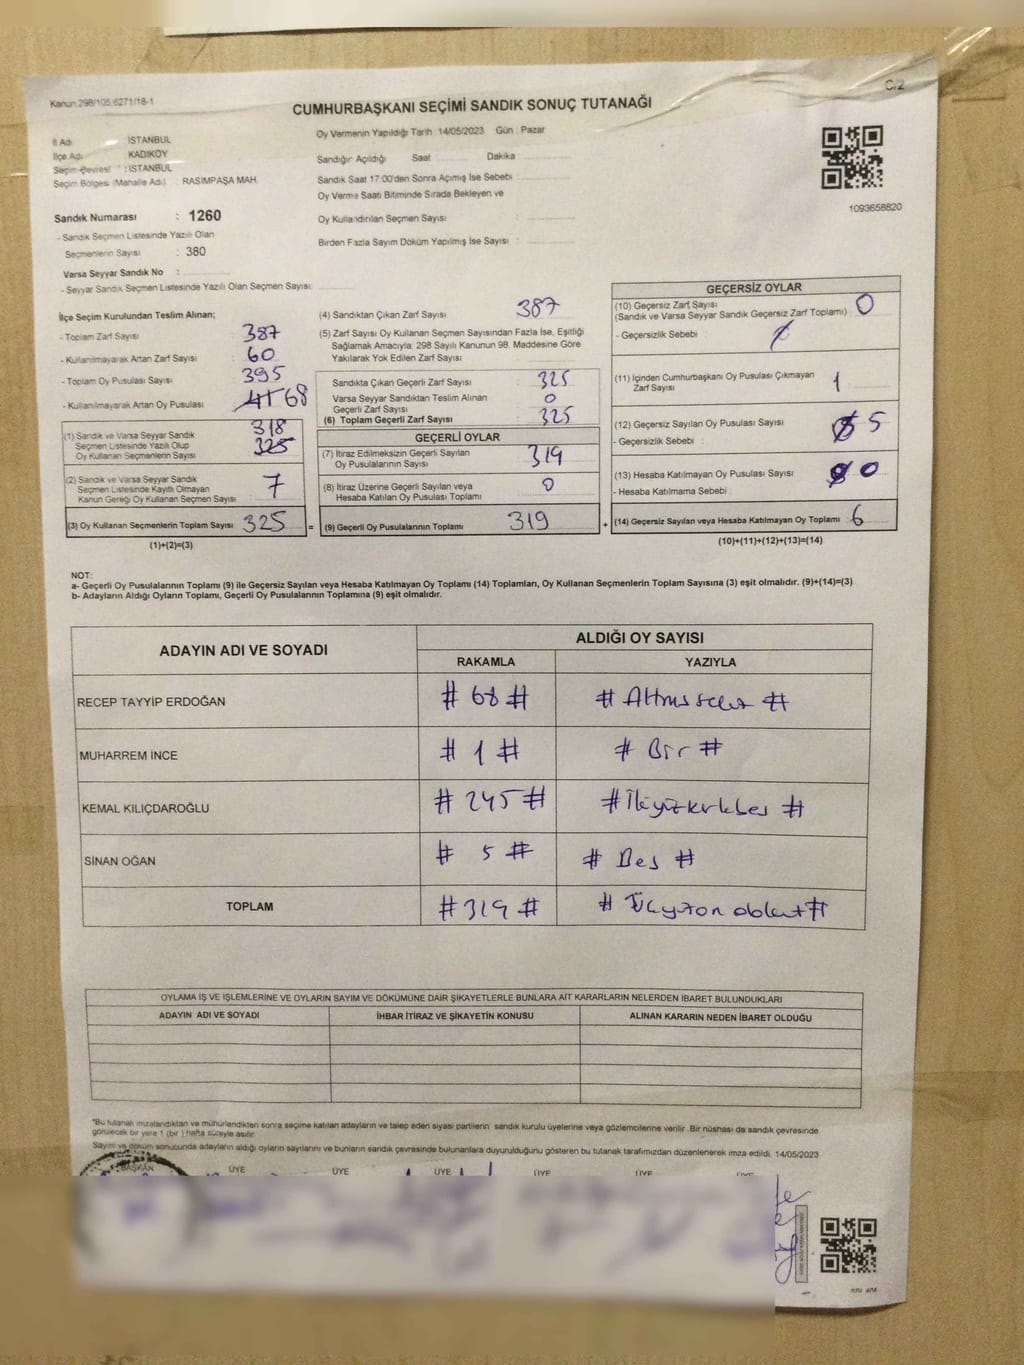 Kanun 298/105,6271/18-1
C/2
CUMHURBAŞKANI SEÇİMİ SANDIK SONUÇ TUTANAĞI
İl Adı : İSTANBUL
İlçe Adı : KADIKÖY
Seçim Çevresi : İSTANBUL
Seçim Bölgesi (Mahalle Adı) : RASİMPAŞA MAH.
Oy Vermenin Yapıldığı Tarih : 14/05/2023 Gün : Pazar
Sandığın Açıldığı Saat Dakika
Sandık Saat 17:00'den Sonra Açılmış İse Sebebi :
Oy Verme Saati Bitiminde Sırada Bekleyen ve
Oy Kullandırılan Seçmen Sayısı
Birden Fazla Sayım Döküm Yapılmış İse Sayısı :
1093658820
Sandık Numarası : 1260
- Sandık Seçmen Listesinde Yazılı Olan
Seçmenlerin Sayısı : 380
Varsa Seyyar Sandık No :
- Seyyar Sandık Seçmen Listesinde Yazılı Olan Seçmen Sayısı:
İlçe Seçim Kurulundan Teslim Alınan;
- Toplam Zarf Sayısı : 387
- Kullanılmayarak Artan Zarf Sayısı : 60
- Toplam Oy Pusulası Sayısı : 395
- Kullanılmayarak Artan Oy Pusulası : 68
(1) Sandık ve Varsa Seyyar Sandık
Seçmen Listesinde Yazılı Olup
Oy Kullanan Seçmenlerin Sayısı
318
325
(2) Sandık ve Varsa Seyyar Sandık
Seçmen Listesinde Kayıtlı Olmayan
Kanun Gereği Oy Kullanan Seçmen Sayısı : 7
(3) Oy Kullanan Seçmenlerin Toplam Sayısı 325 =
(1)+(2)=(3)
(4) Sandıktan Çıkan Zarf Sayısı : 387
(5) Zarf Sayısı Oy Kullanan Seçmen Sayısından Fazla İse, Eşitliği
Sağlamak Amacıyla; 298 Sayılı Kanunun 98. Maddesine Göre
Yakılarak Yok Edilen Zarf Sayısı
Sandıkta Çıkan Geçerli Zarf Sayısı : 325
Varsa Seyyar Sandıktan Teslim Alınan
Geçerli Zarf Sayısı : 0
(6) Toplam Geçerli Zarf Sayısı : 325
GEÇERLİ OYLAR
(7) İtiraz Edilmeksizin Geçerli Sayılan
Oy Pusulalarının Sayısı : 319
(8) İtiraz Üzerine Geçerli Sayılan veya
Hesaba Katılan Oy Pusulası Toplamı : 0
(9) Geçerli Oy Pusulalarının Toplamı : 319 +
GEÇERSİZ OYLAR
(10) Geçersiz Zarf Sayısı
(Sandık ve Varsa Seyyar Sandık Geçersiz Zarf Toplamı) : 0
- Geçersizlik Sebebi :
(11) İçinden Cumhurbaşkanı Oy Pusulası Çıkmayan
Zarf Sayısı : 1
(12) Geçersiz Sayılan Oy Pusulası Sayısı : 5
- Geçersizlik Sebebi :
(13) Hesaba Katılmayan Oy Pusulası Sayısı : 0
- Hesaba Katılmama Sebebi :
(14) Geçersiz Sayılan veya Hesaba Katılmayan Oy Toplamı : 6
(10)+(11)+(12)+(13)=(14)
NOT:
a- Geçerli Oy Pusulalarının Toplamı (9) ile Geçersiz Sayılan veya Hesaba Katılmayan Oy Toplamı (14) Toplamları, Oy Kullanan Seçmenlerin Toplam Sayısına (3) eşit olmalıdır. (9)+(14)=(3)
b- Adayların Aldığı Oyların Toplamı, Geçerli Oy Pusulalarının Toplamına (9) eşit olmalıdır.
ADAYIN ADI VE SOYADI
ALDIĞI OY SAYISI
RAKAMLA YAZIYLA
RECEP TAYYİP ERDOĞAN # 68 # # Altmış sekiz #
MUHARREM İNCE # 1 # # Bir #
KEMAL KILIÇDAROĞLU # 245 # # İkiyüzkırkbeş #
SİNAN OĞAN # 5 # # Beş #
TOPLAM # 319 # # Üçyüzon dokuz #
OYLAMA İŞ VE İŞLEMLERİNE VE OYLARIN SAYIM VE DÖKÜMÜNE DAİR ŞİKAYETLERLE BUNLARA AİT KARARLARIN NELERDEN İBARET BULUNDUKLARI
ADAYIN ADI VE SOYADI İHBAR İTİRAZ VE ŞİKAYETİN KONUSU ALINAN KARARIN NEDEN İBARET OLDUĞU
"Bu tutanak imzalandıktan ve mühürlendikten sonra seçime katılan adayların ve talep eden siyasi partilerin sandık kurulu üyelerine veya gözlemcilerine verilir. Bir nüshası da sandık çevresinde
görülecek bir yere 1 (bir) hafta süreyle asılır.
Sayım ve döküm sonucunda adayların aldığı oyların sayılarını ve bunların sandık çevresinde bulunanlara duyurulduğunu gösteren bu tutanak tarafımızdan düzenlenerek imza edildi. 14/05/2023
BAŞKAN ÜYE ÜYE ÜYE ÜYE ÜYE ÜYE